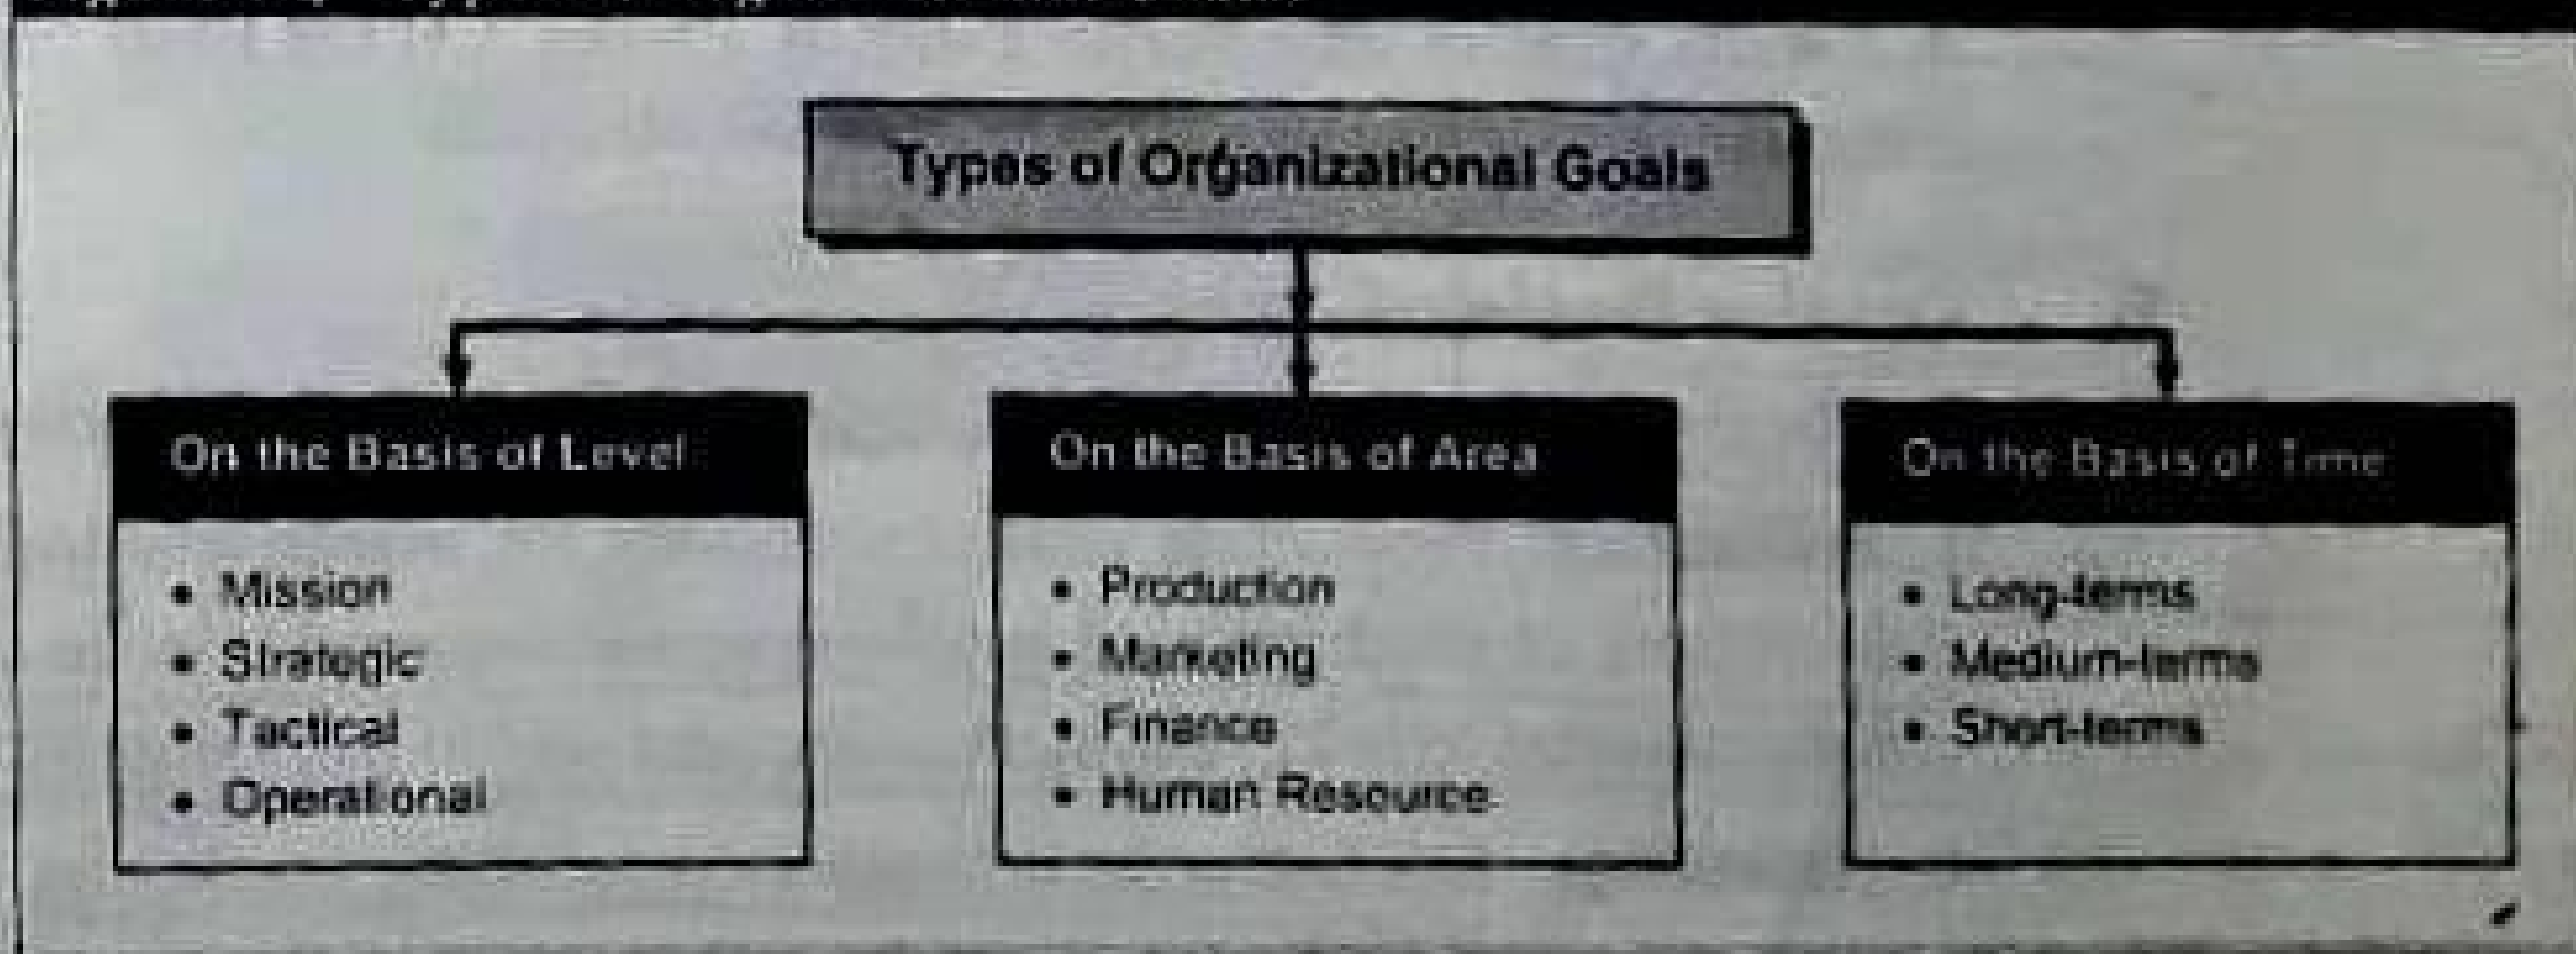 Types of Organizational Goals
On the Basis of Level
• Mission
• Strategic
• Tactical
• Operational
On the Basis of Area
• Production
• Marketing
• Finance
• Human Resource
On the Basis of Time
• Long-terms
• Medium-terms
• Short-terms